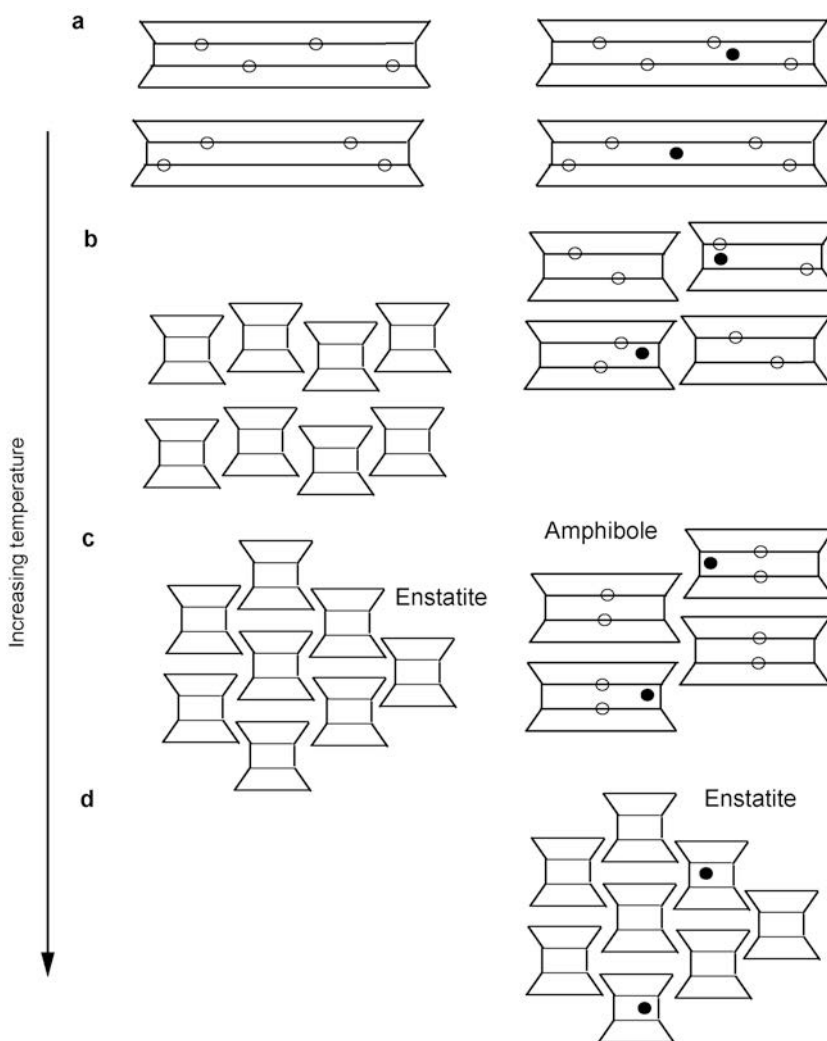 a
b
Increasing temperature
c
Amphibole
Enstatite
d
Enstatite